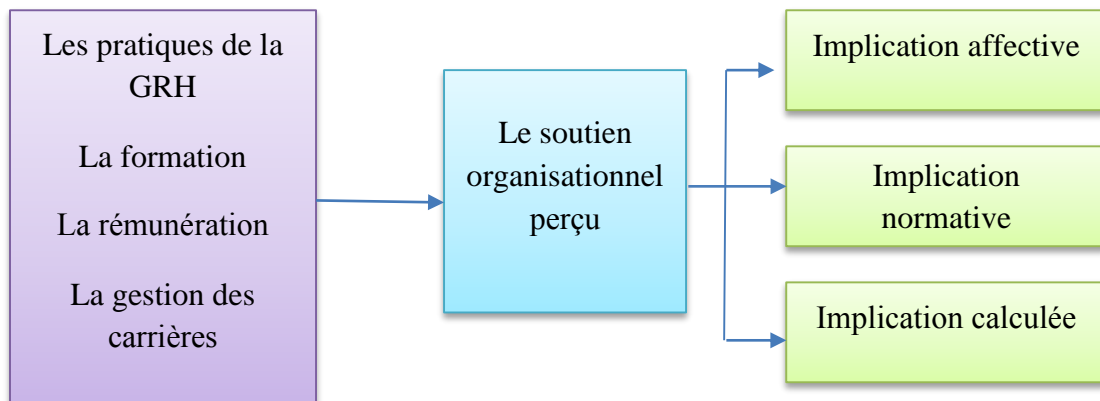 Les pratiques de la
GRH
La formation
La rémunération
La gestion des
carrières
Le soutien
organisationnel
perçu
Implication affective
Implication
normative
Implication calculée